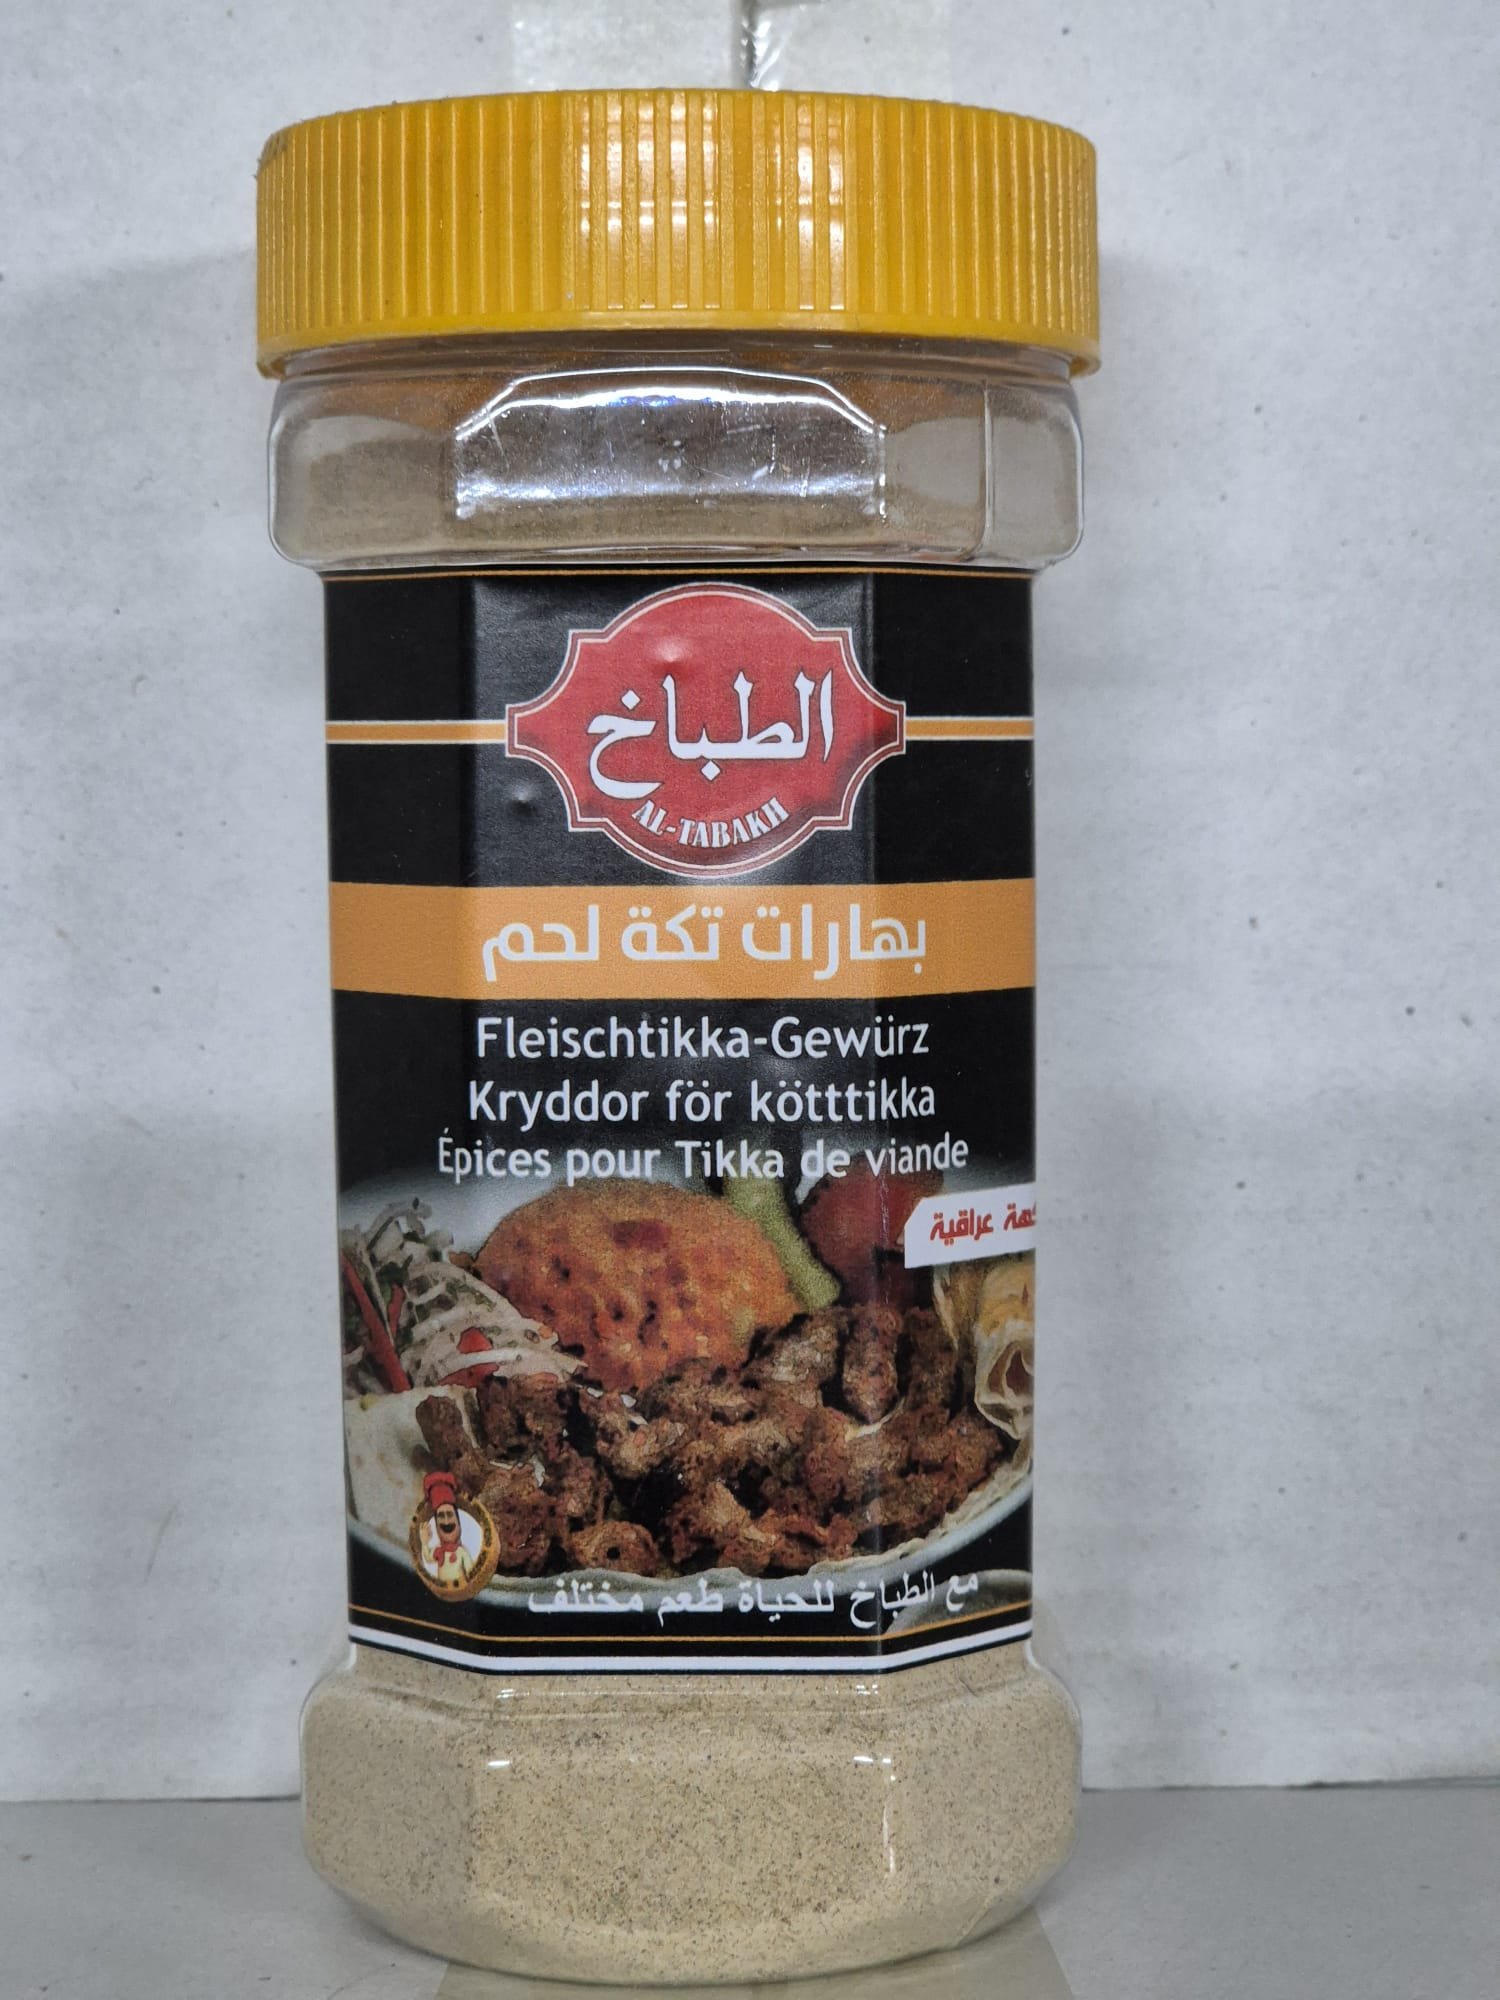 الطباخ
AL-TABAKH
بهارات تكة لحم
Fleischtikka-Gewürz
Kryddor för kötttikka
Épices pour Tikka de viande
عراقية
مع الطباخ للحياة طعم مختلف